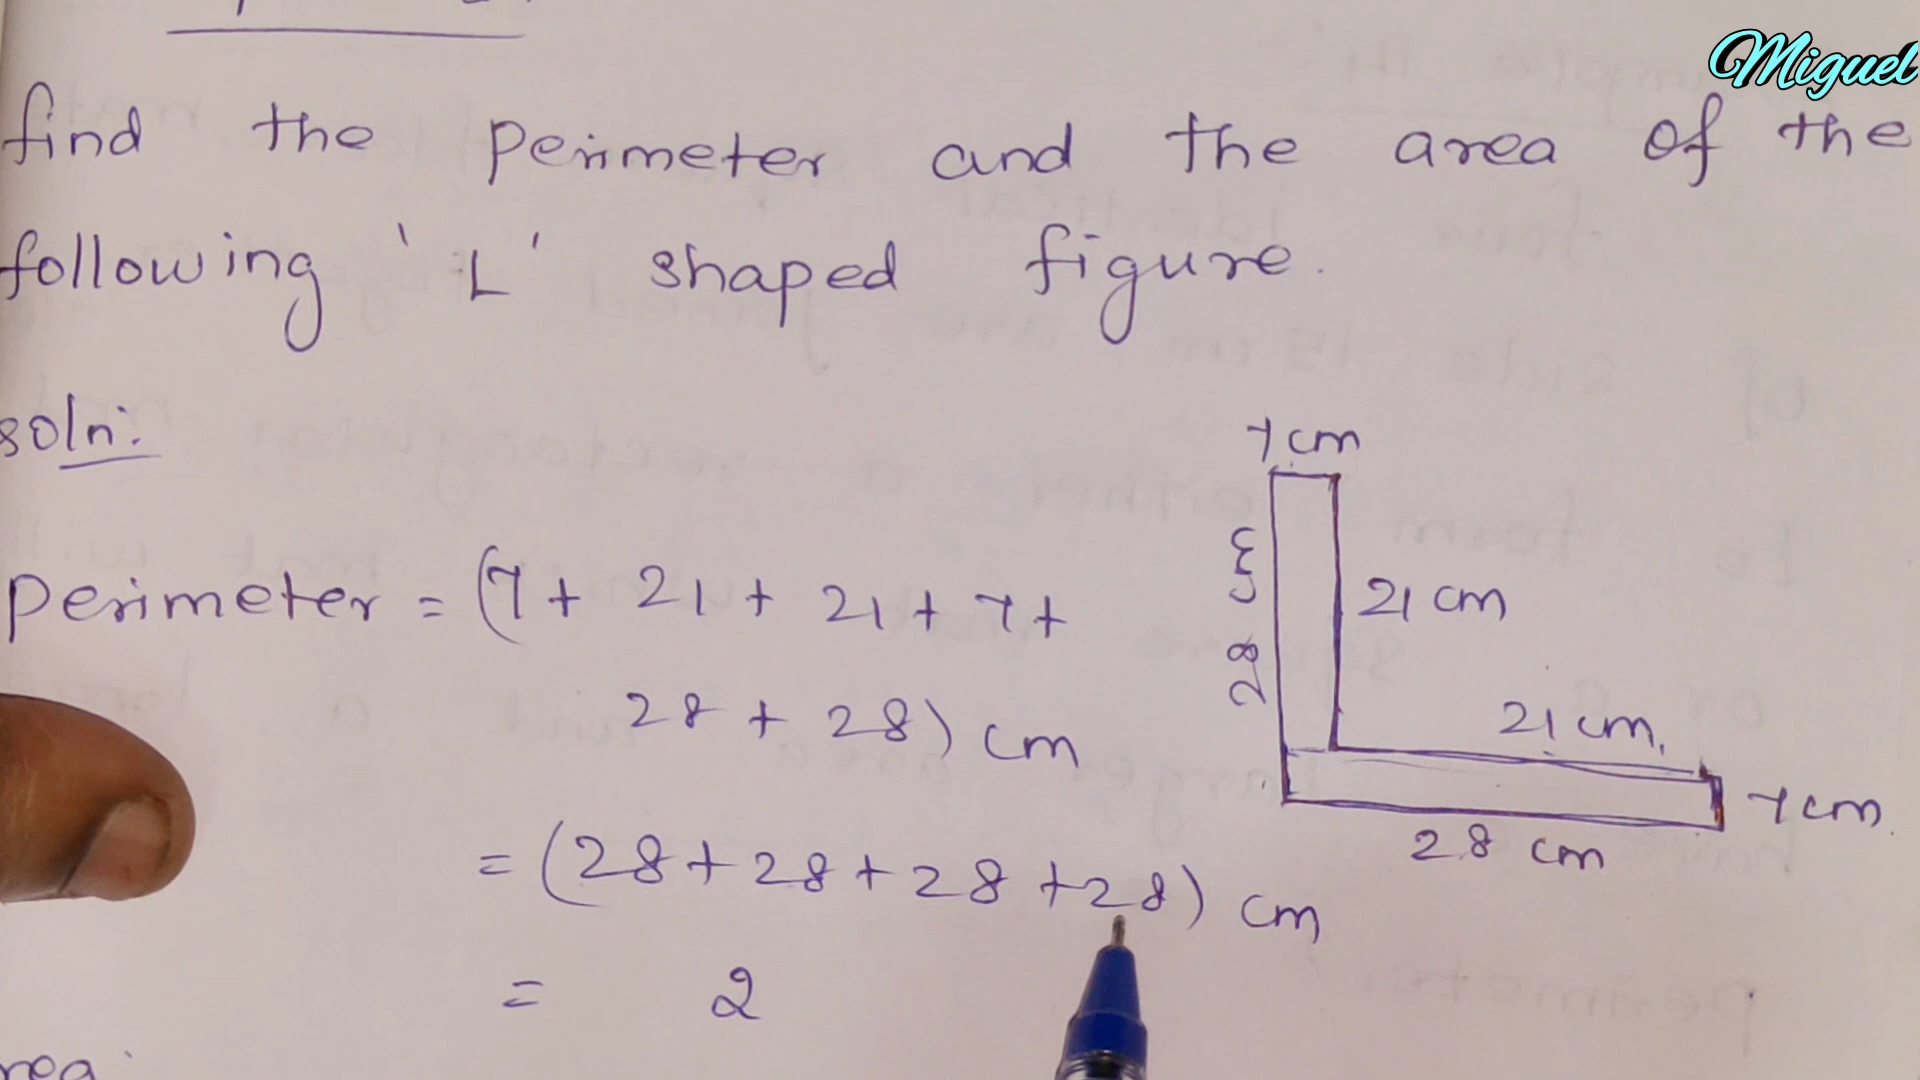 Miguel
find the perimeter and the area of the
following 'L' shaped figure.
soln:
7 cm
28 cm
21 cm
Perimeter = (7 + 21 + 21 + 7 +
28 + 28) cm
21 cm.
7 cm.
28 cm
= (28 + 28 + 28 + 28) cm
= 2